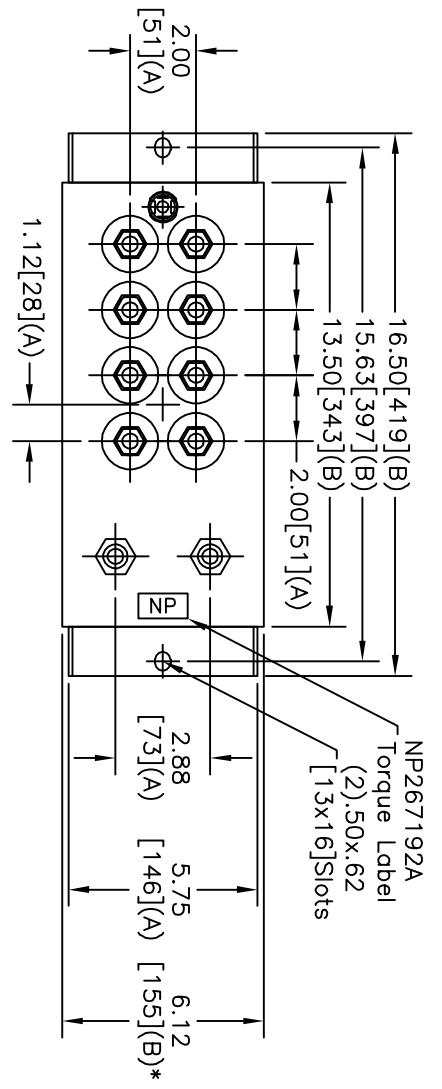 2.00
[51](A)
16.50[419](B)
15.63[397](B)
13.50[343](B)
1.12[28](A)
2.00[51](A)
NP
NP267192A
Torque Label
(2).50x.62
[13x16]Slots
2.88
[73](A)
5.75
[146](A)
6.12
[155](B)*